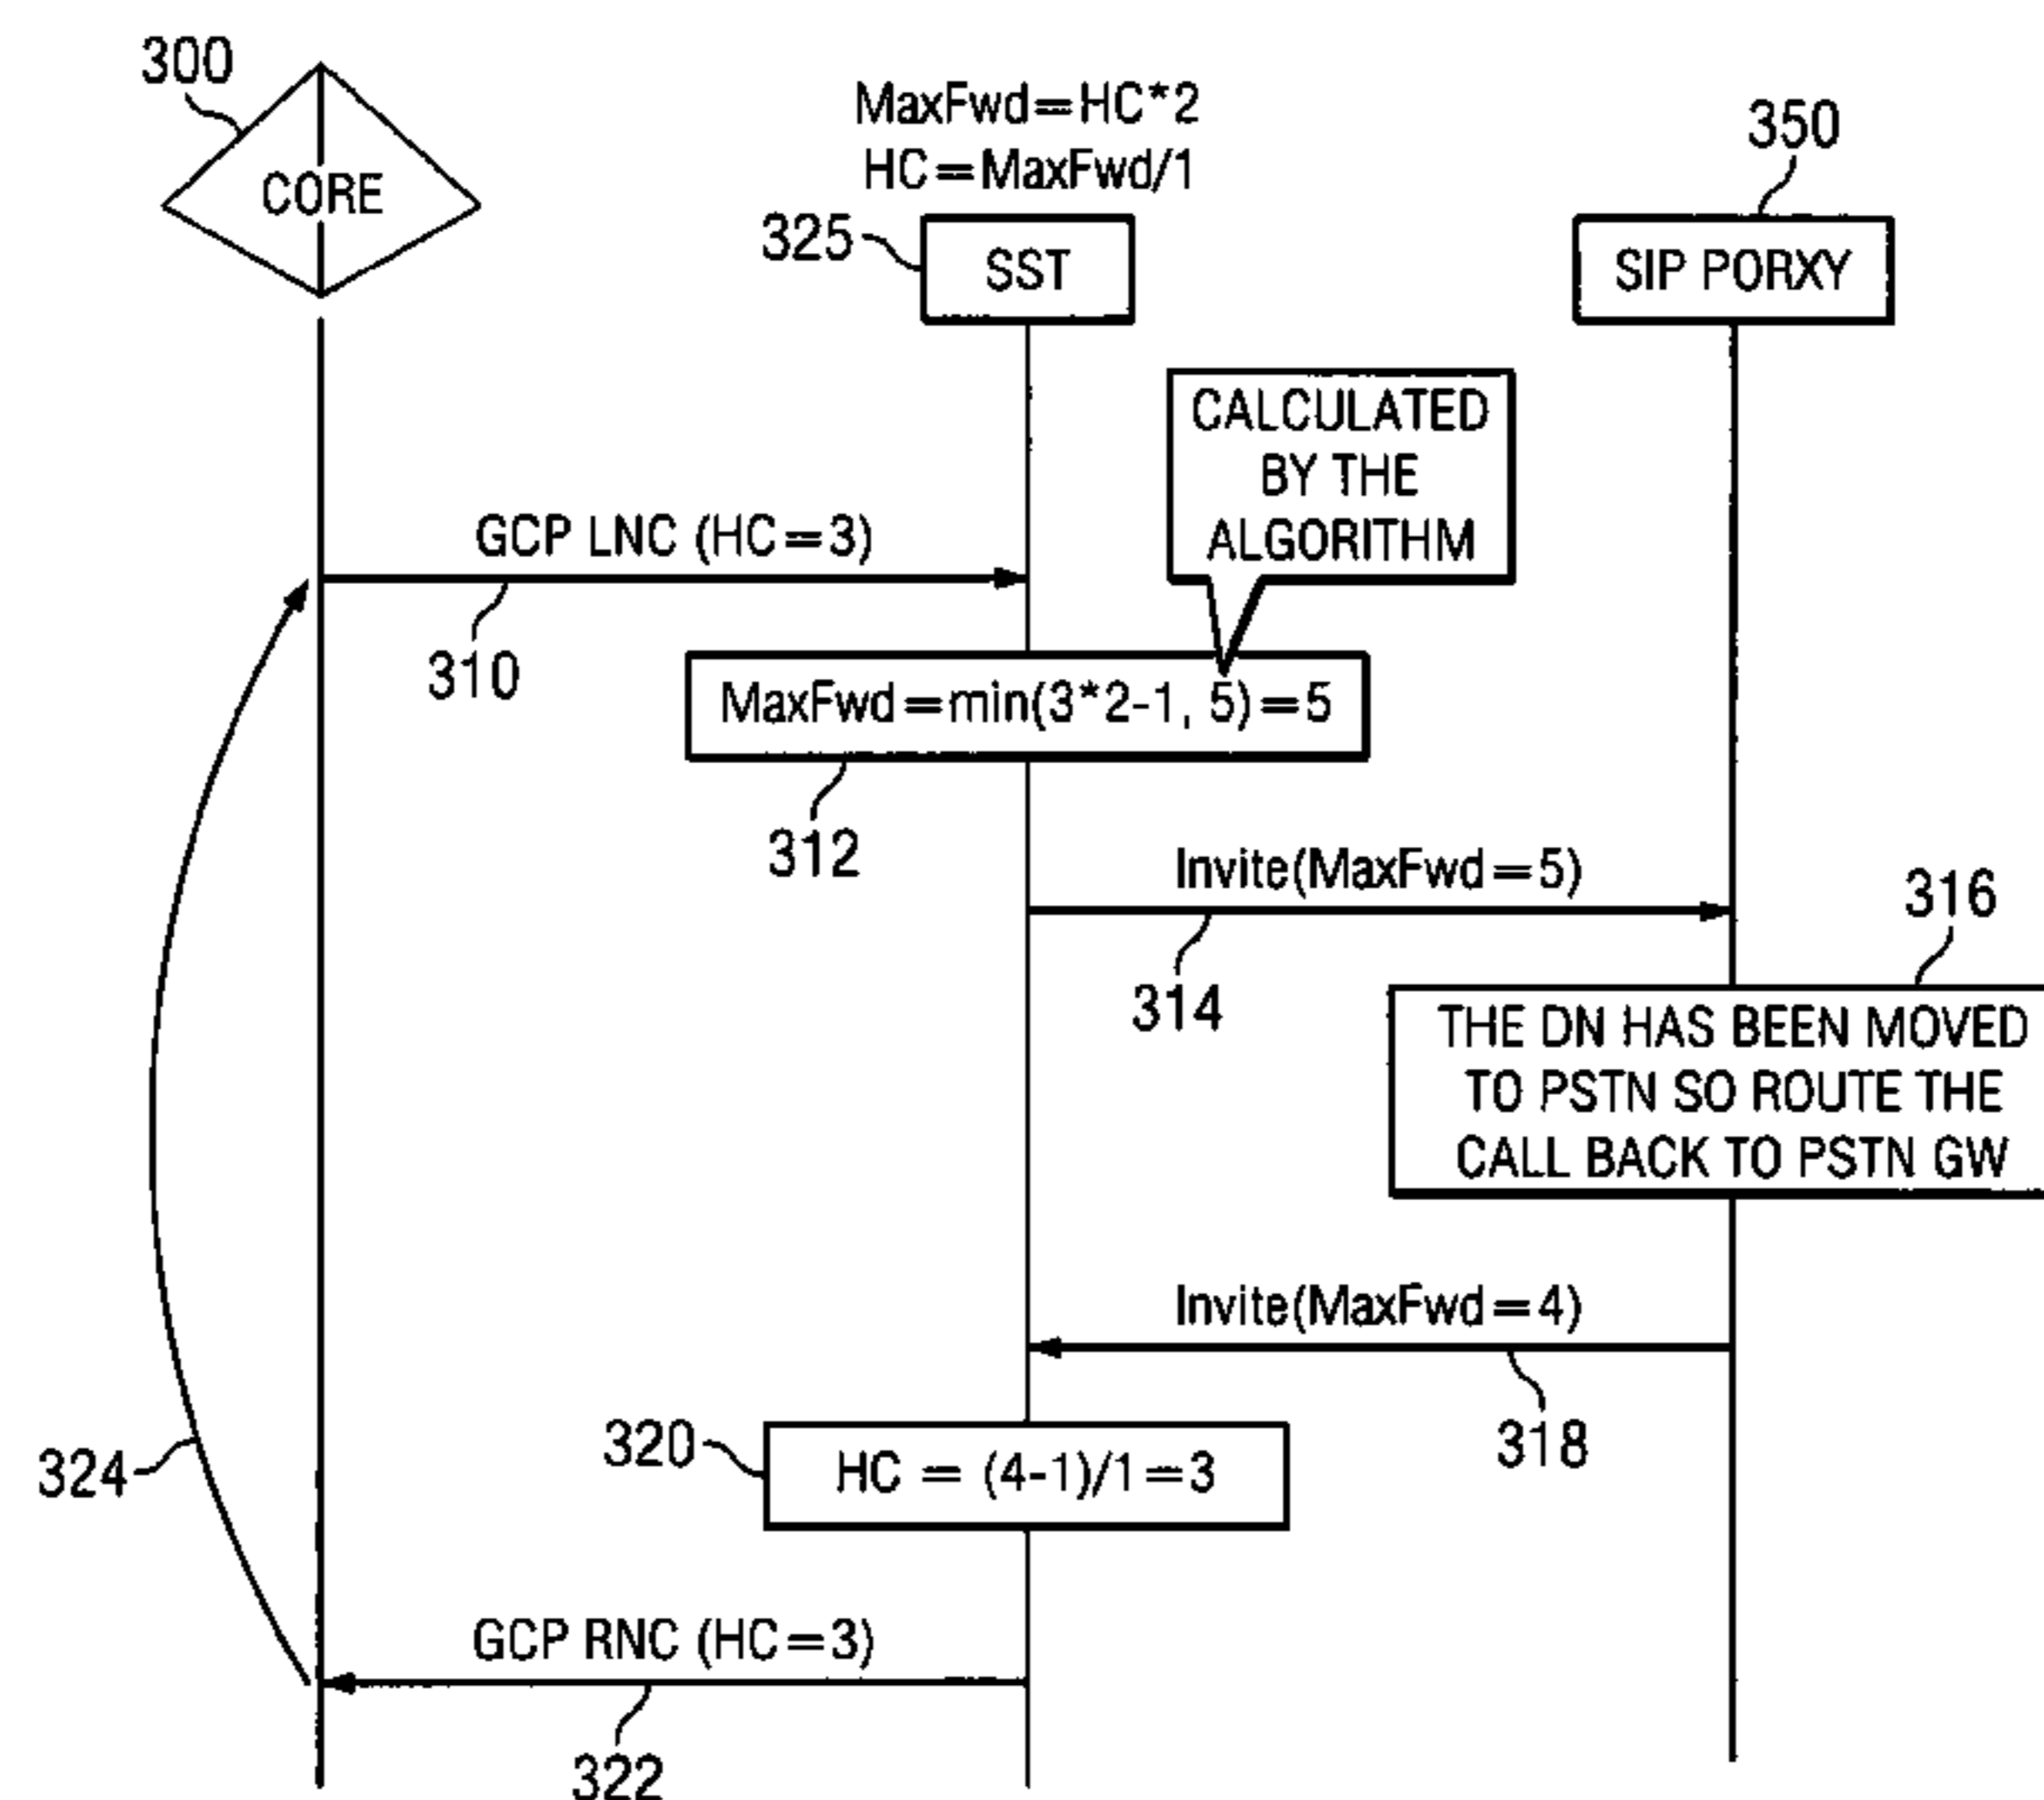 300
CORE
MaxFwd=HC*2
HC=MaxFwd/1
325
SST
350
SIP PORXY
CALCULATED
BY THE
ALGORITHM
GCP LNC (HC=3)
310
MaxFwd=min(3*2-1, 5)=5
312
Invite(MaxFwd=5)
314
316
THE DN HAS BEEN MOVED
TO PSTN SO ROUTE THE
CALL BACK TO PSTN GW
Invite(MaxFwd=4)
318
320
HC = (4-1)/1=3
324
GCP RNC (HC=3)
322